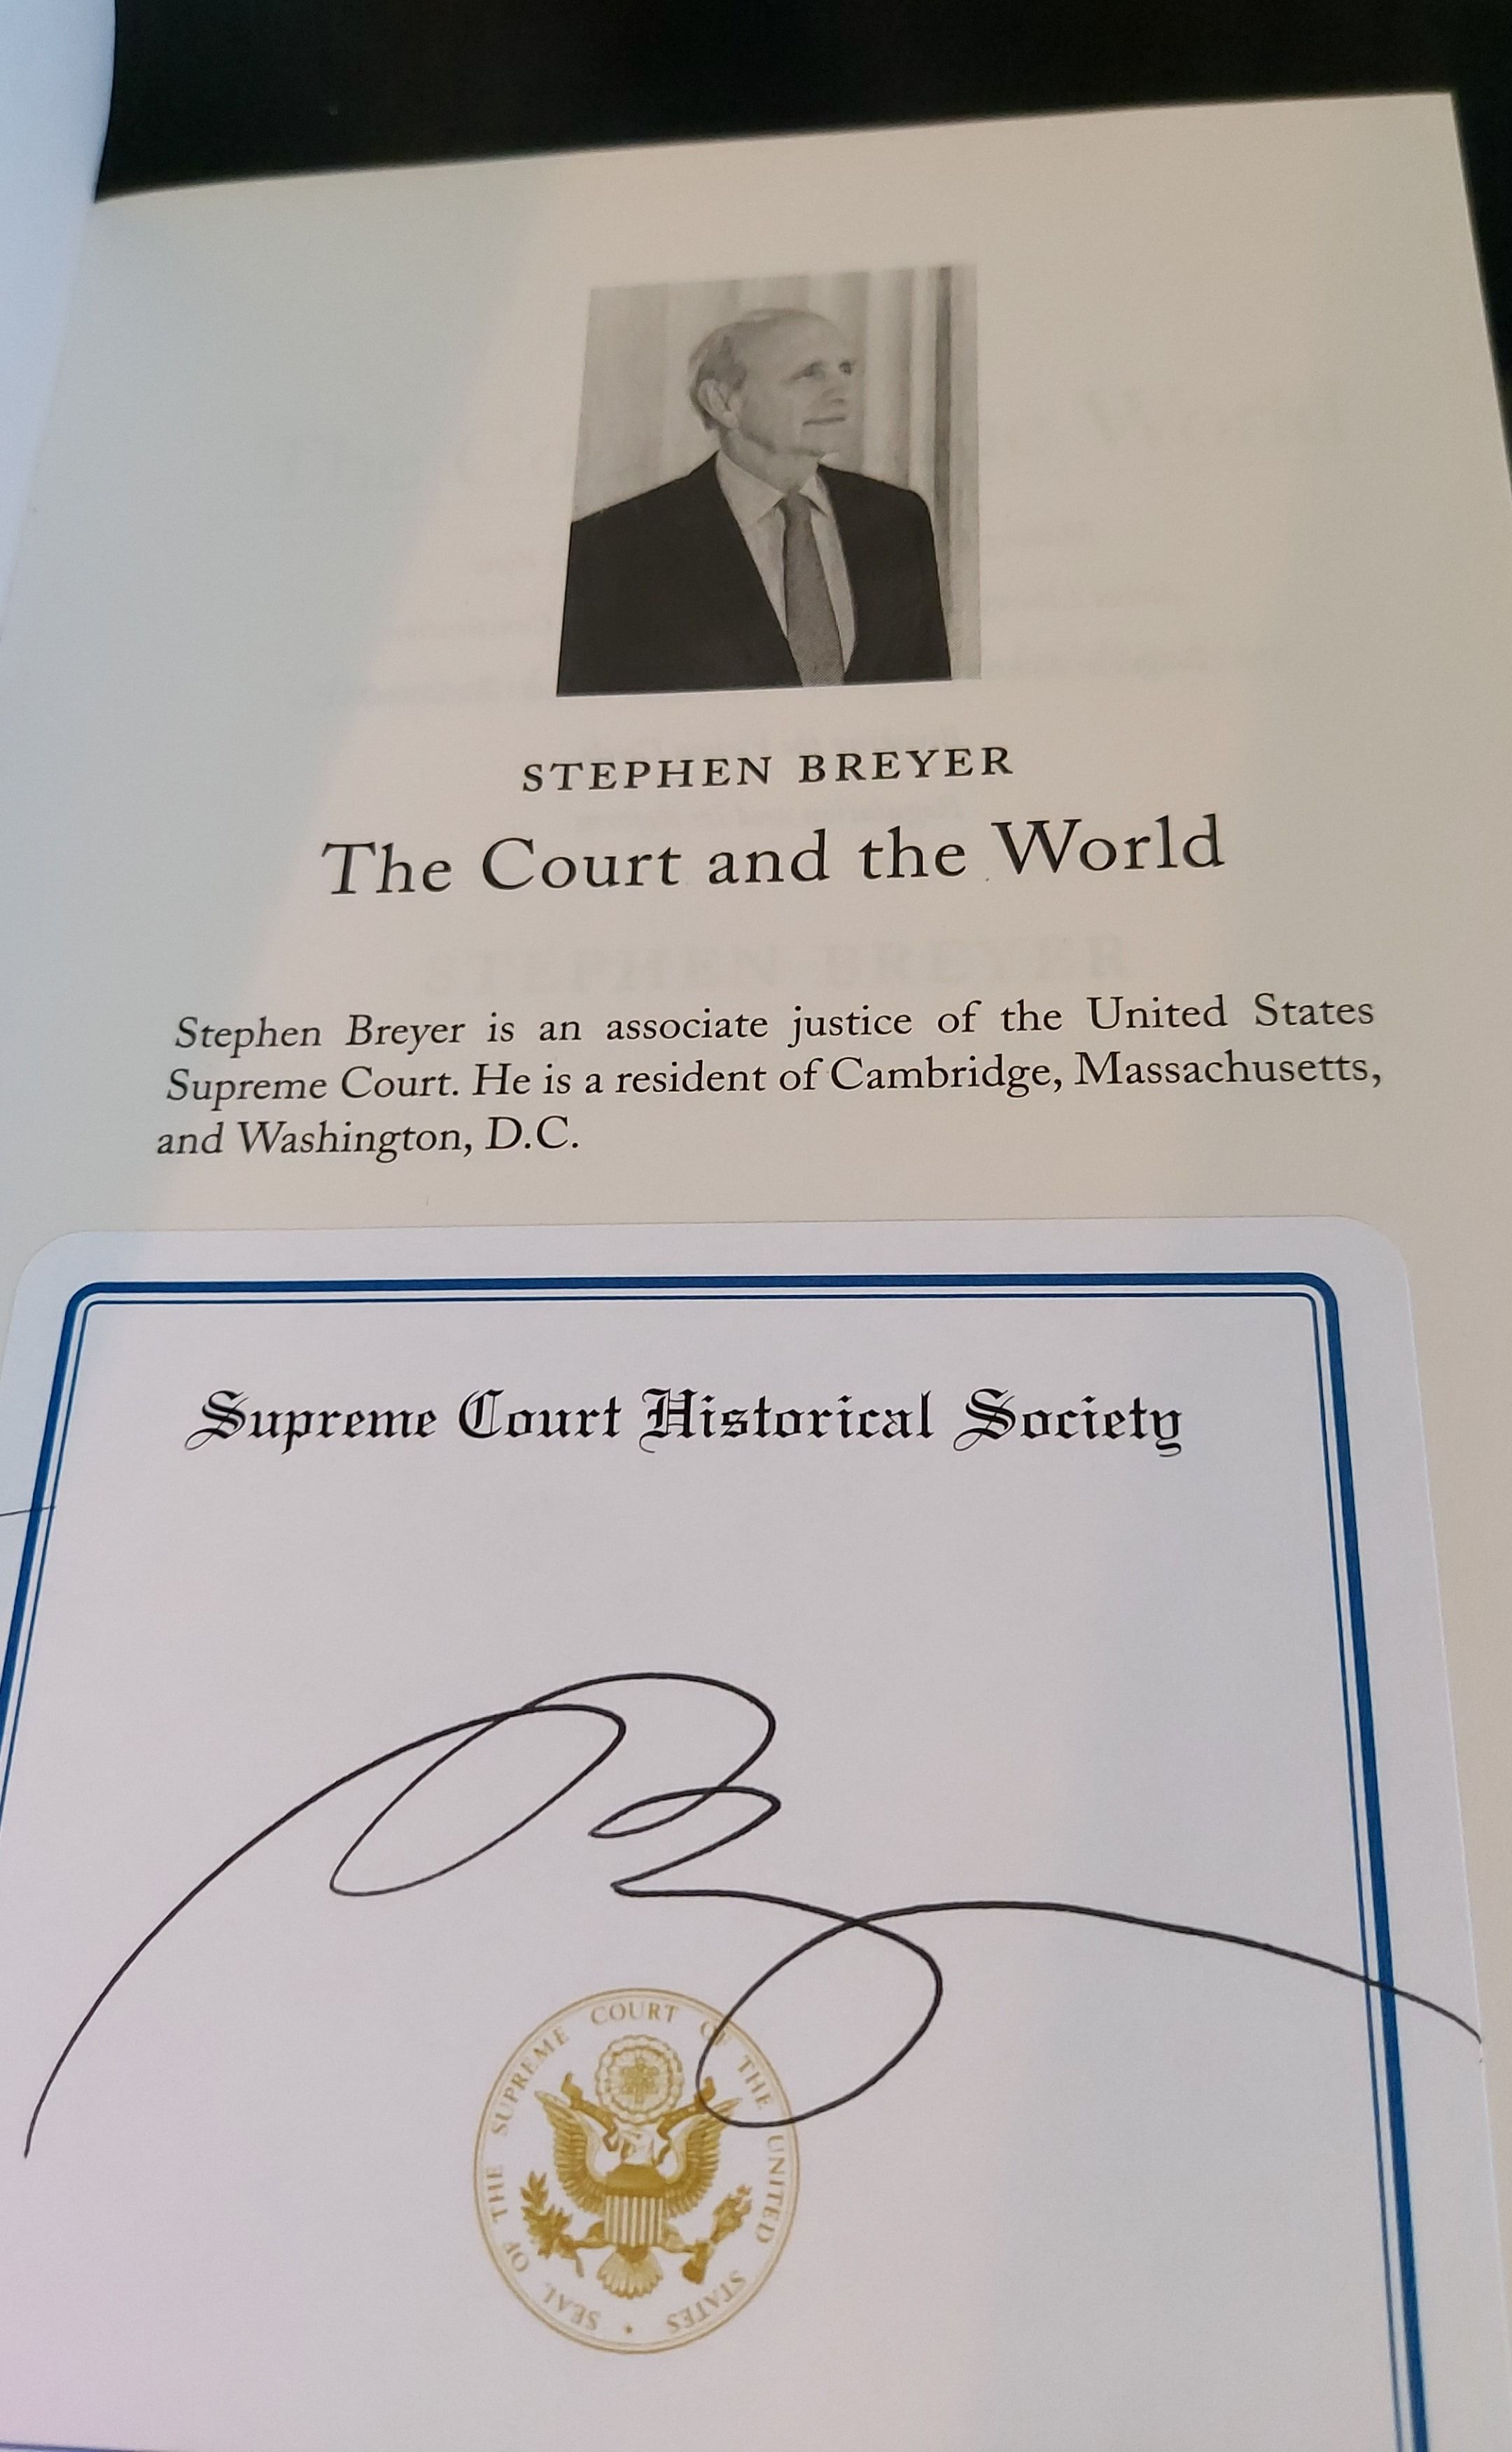 STEPHEN BREYER
The Court and the World
Stephen Breyer is an associate justice of the United States
Supreme Court. He is a resident of Cambridge, Massachusetts,
and Washington, D.C.
Supreme Court Historical Society
SEAL OF THE SUPREME COURT OF THE UNITED STATES